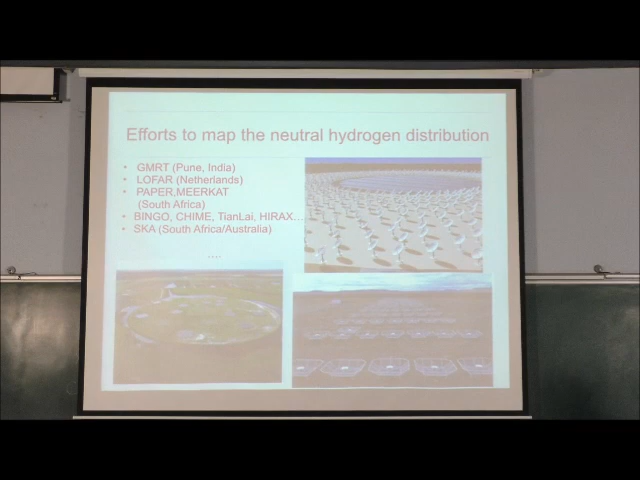 Efforts to map the neutral hydrogen distribution
• GMRT (Pune, India)
• LOFAR (Netherlands)
• PAPER,MEERKAT
(South Africa)
• BINGO, CHIME, TianLai, HIRAX...
• SKA (South Africa/Australia)
....